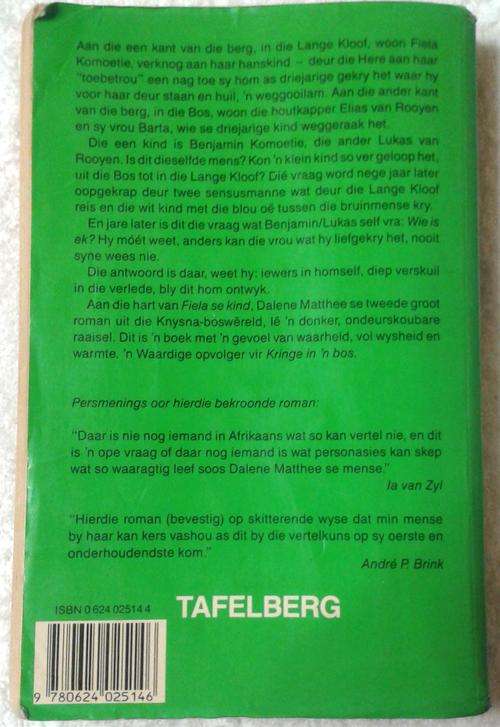 Aan die een kant van die berg, in die Lange Kloof, woon Fiela
Komoetie, verknog aan haar hanskind – deur die Here aan haar
"toebetrou" een nag toe sy hom as driejarige gekry het waar hy
voor haar deur staan en huil, 'n weggooilam. Aan die ander kant
van die berg, in die Bos, woon die houtkapper Elias van Rooyen
en sy vrou Barta, wie se driejarige kind weggeraak het.
Die een kind is Benjamin Komoetie, die ander Lukas van
Rooyen. Is dit dieselfde mens? Kon 'n klein kind so ver geloop het,
uit die Bos tot in die Lange Kloof? Dié vraag word nege jaar later
oopgekrap deur twee sensusmanne wat deur die Lange Kloof
reis en die wit kind met die blou oë tussen die bruinmense kry.
En jare later is dit die vraag wat Benjamin/Lukas self vra: Wie is
ek? Hy móét weet, anders kan die vrou wat hy liefgekry het, nooit
syne wees nie.
Die antwoord is daar, weet hy: iewers in homself, diep verskuil
in die verlede, bly dit hom ontwyk.
Aan die hart van Fiela se kind, Dalene Matthee se tweede groot
roman uit die Knysna-boswêreld, lê 'n donker, ondeurskoubare
raaisel. Dit is 'n boek met 'n gevoel van waarheid, vol wysheid en
warmte. 'n Waardige opvolger vir Kringe in 'n bos.
Persmenings oor hierdie bekroonde roman:
"Daar is nie nog iemand in Afrikaans wat so kan vertel nie, en dit
is 'n ope vraag of daar nog iemand is wat personasies kan skep
wat so waaragtig leef soos Dalene Matthee se mense."
Ia van Zyl
"Hierdie roman (bevestig) op skitterende wyse dat min mense
by haar kan kers vashou as dit by die vertelkuns op sy oerste en
onderhoudendste kom."
André P. Brink
ISBN 0 624 02514 4
TAFELBERG
9 780624 025146